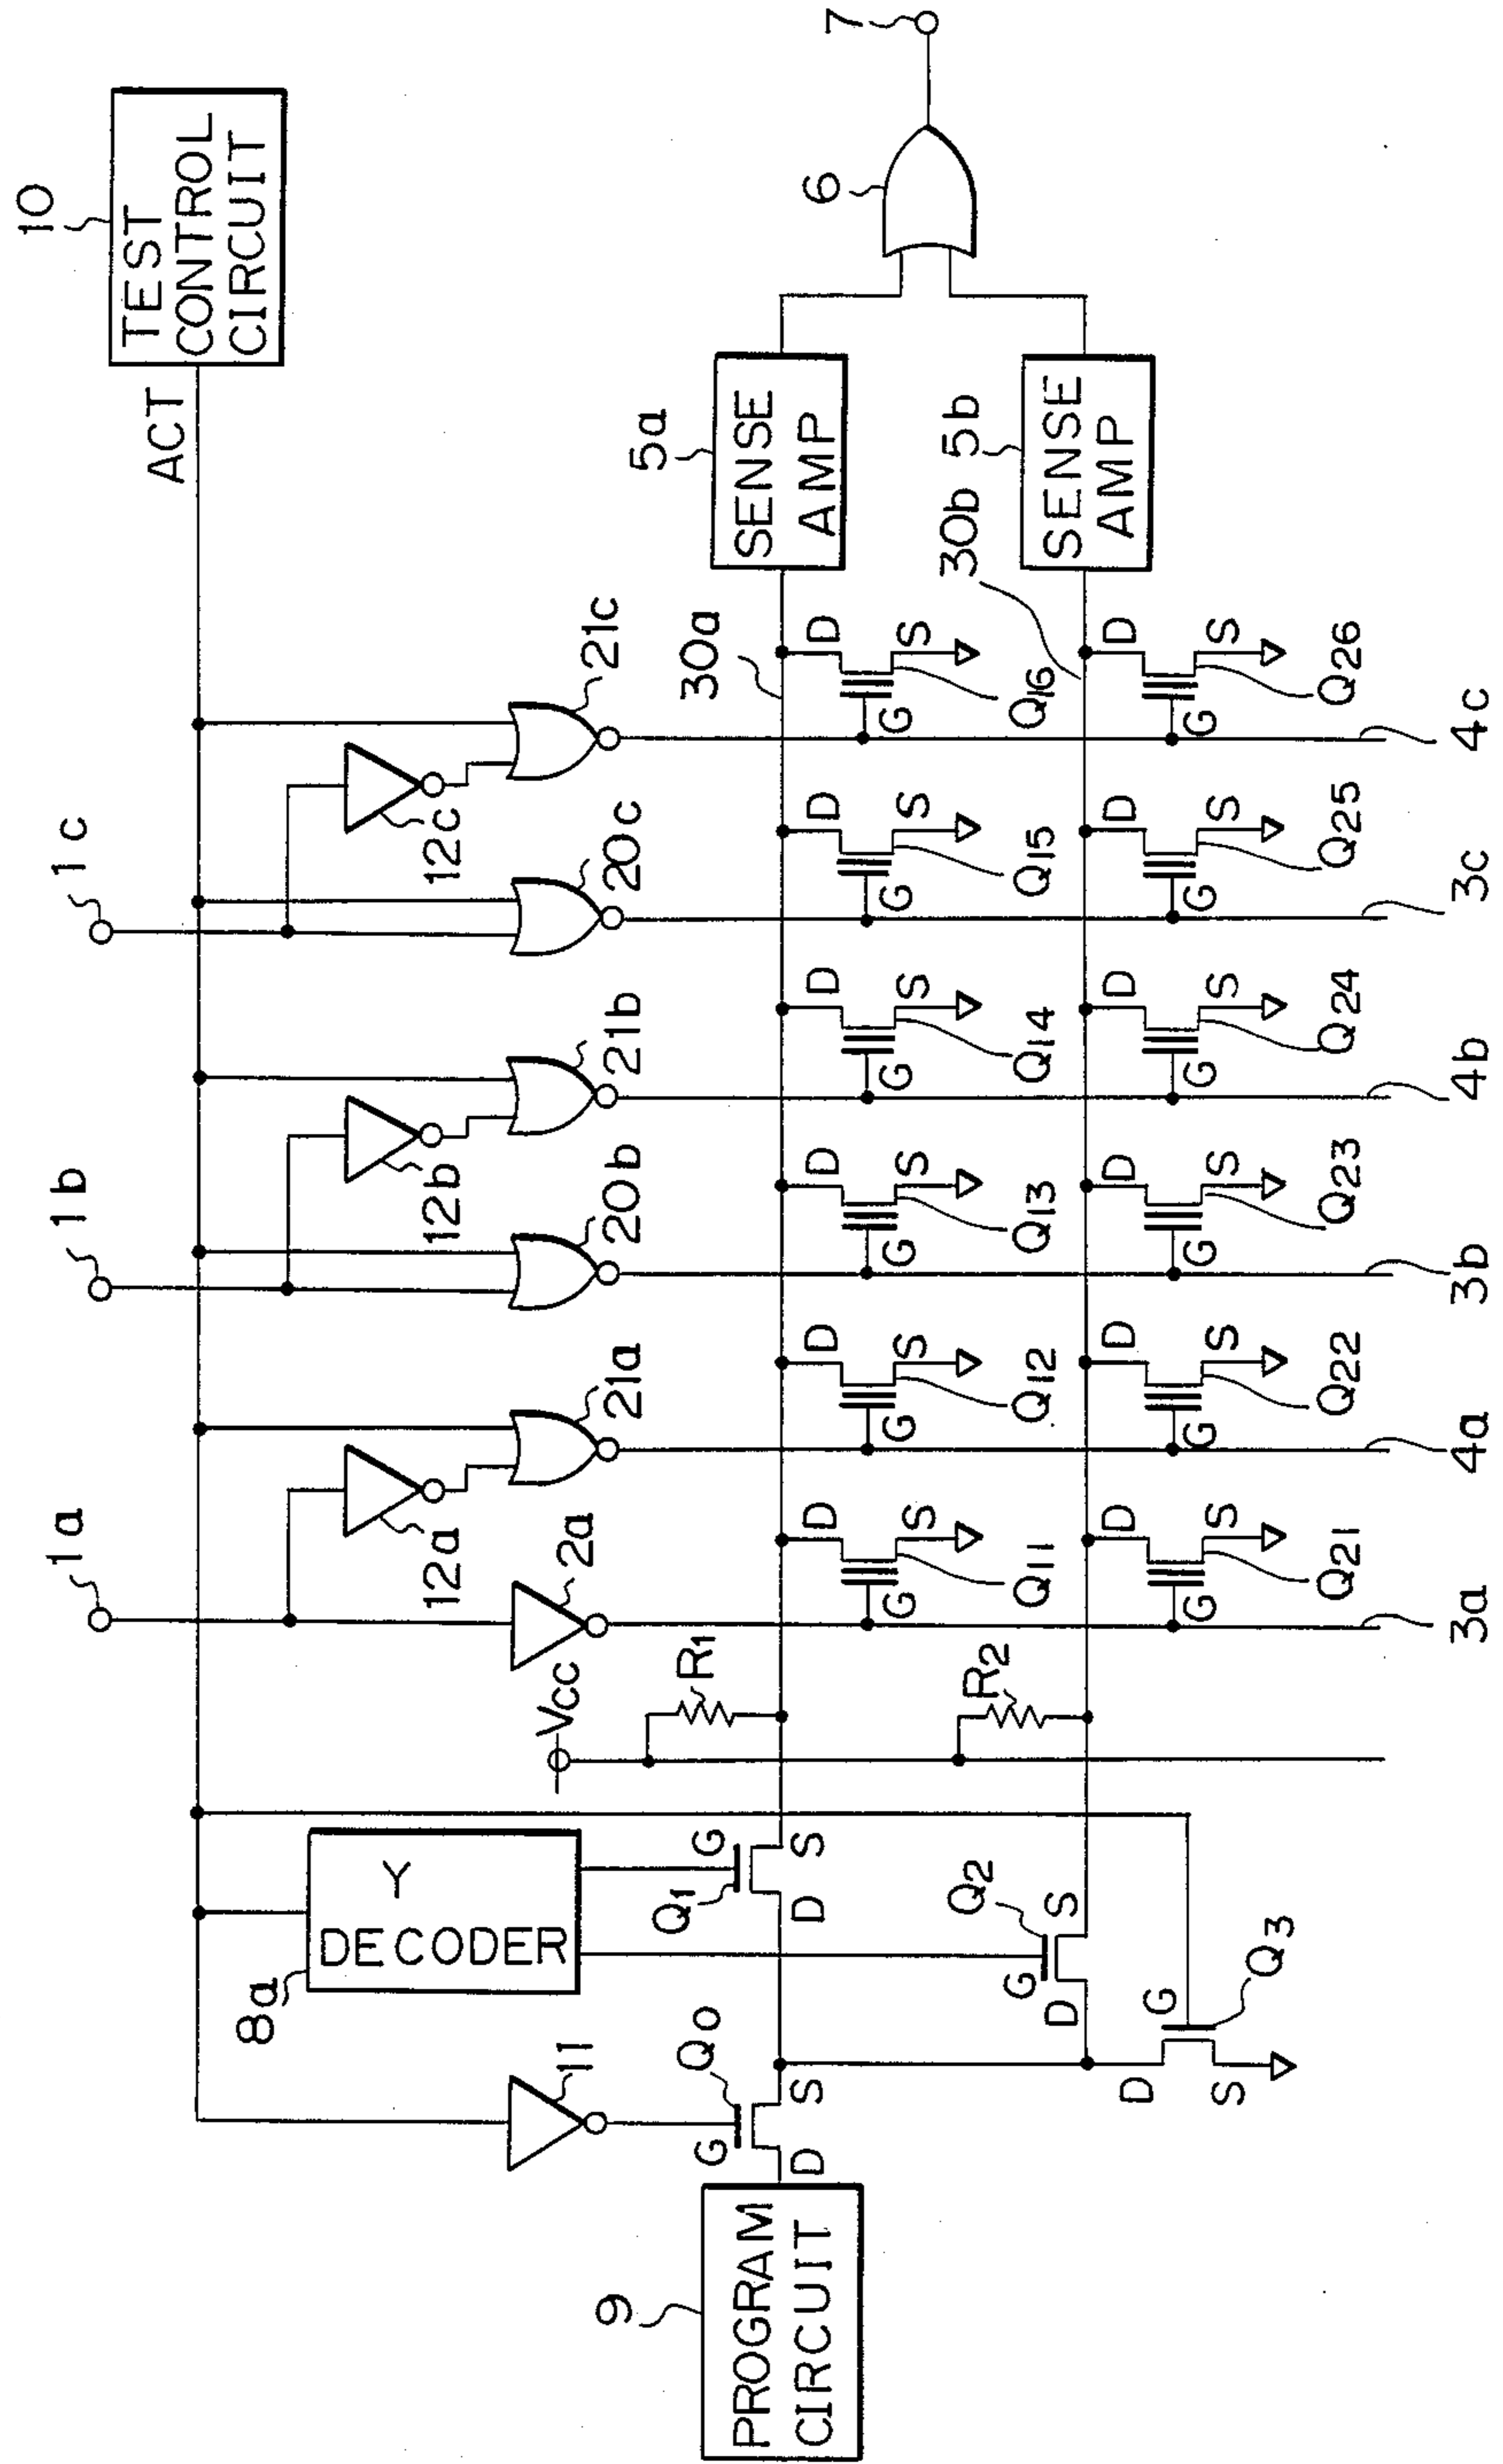 1a
1b
1c
10
TEST
CONTROL
CIRCUIT
ACT
8a
Y
DECODER
12a
12b
12c
11
Vcc
2a
21a
20b
21b
20c
21c
9
PROGRAM
CIRCUIT
Q0
G
D
S
Q1
G
D
S
R1
30a
5a
SENSE
AMP
6
7
D
G
S
Q11
D
G
S
Q12
D
G
S
Q13
D
G
S
Q14
D
G
S
Q15
D
G
S
Q16
Q2
G
D
S
R2
30b
5b
SENSE
AMP
D
G
S
Q3
D
G
S
Q21
D
G
S
Q22
D
G
S
Q23
D
G
S
Q24
D
G
S
Q25
D
G
S
Q26
3a
4a
3b
4b
3c
4c